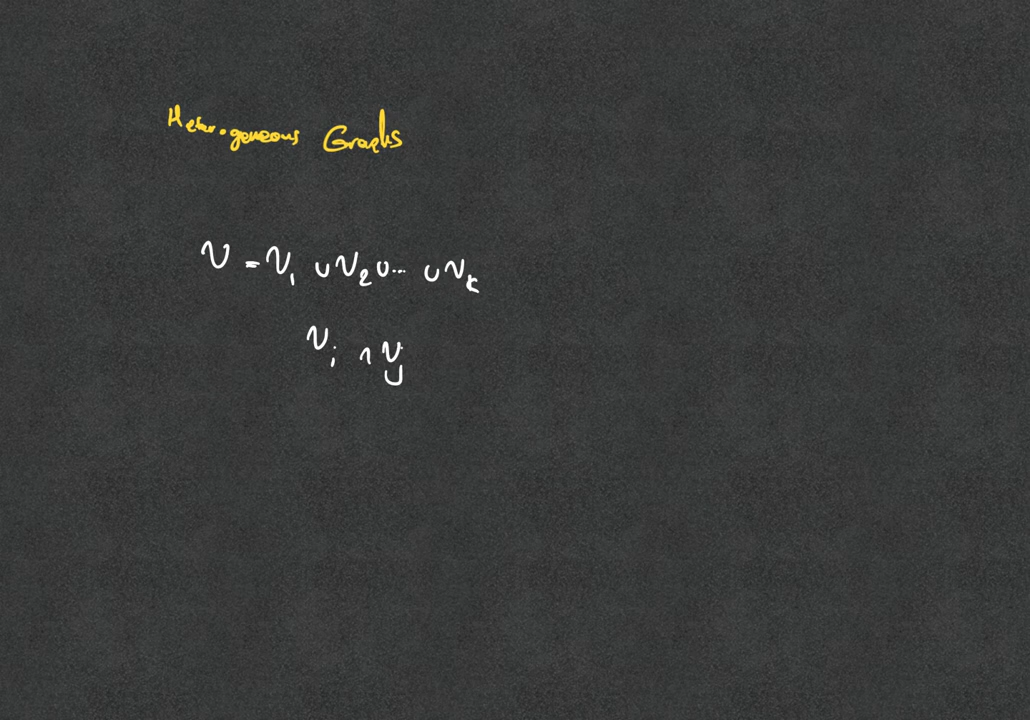 Heterogeneous Graphs
V = V₁ ∪ V₂ ∪ ... ∪ Vₖ
Vᵢ ∩ Vⱼ